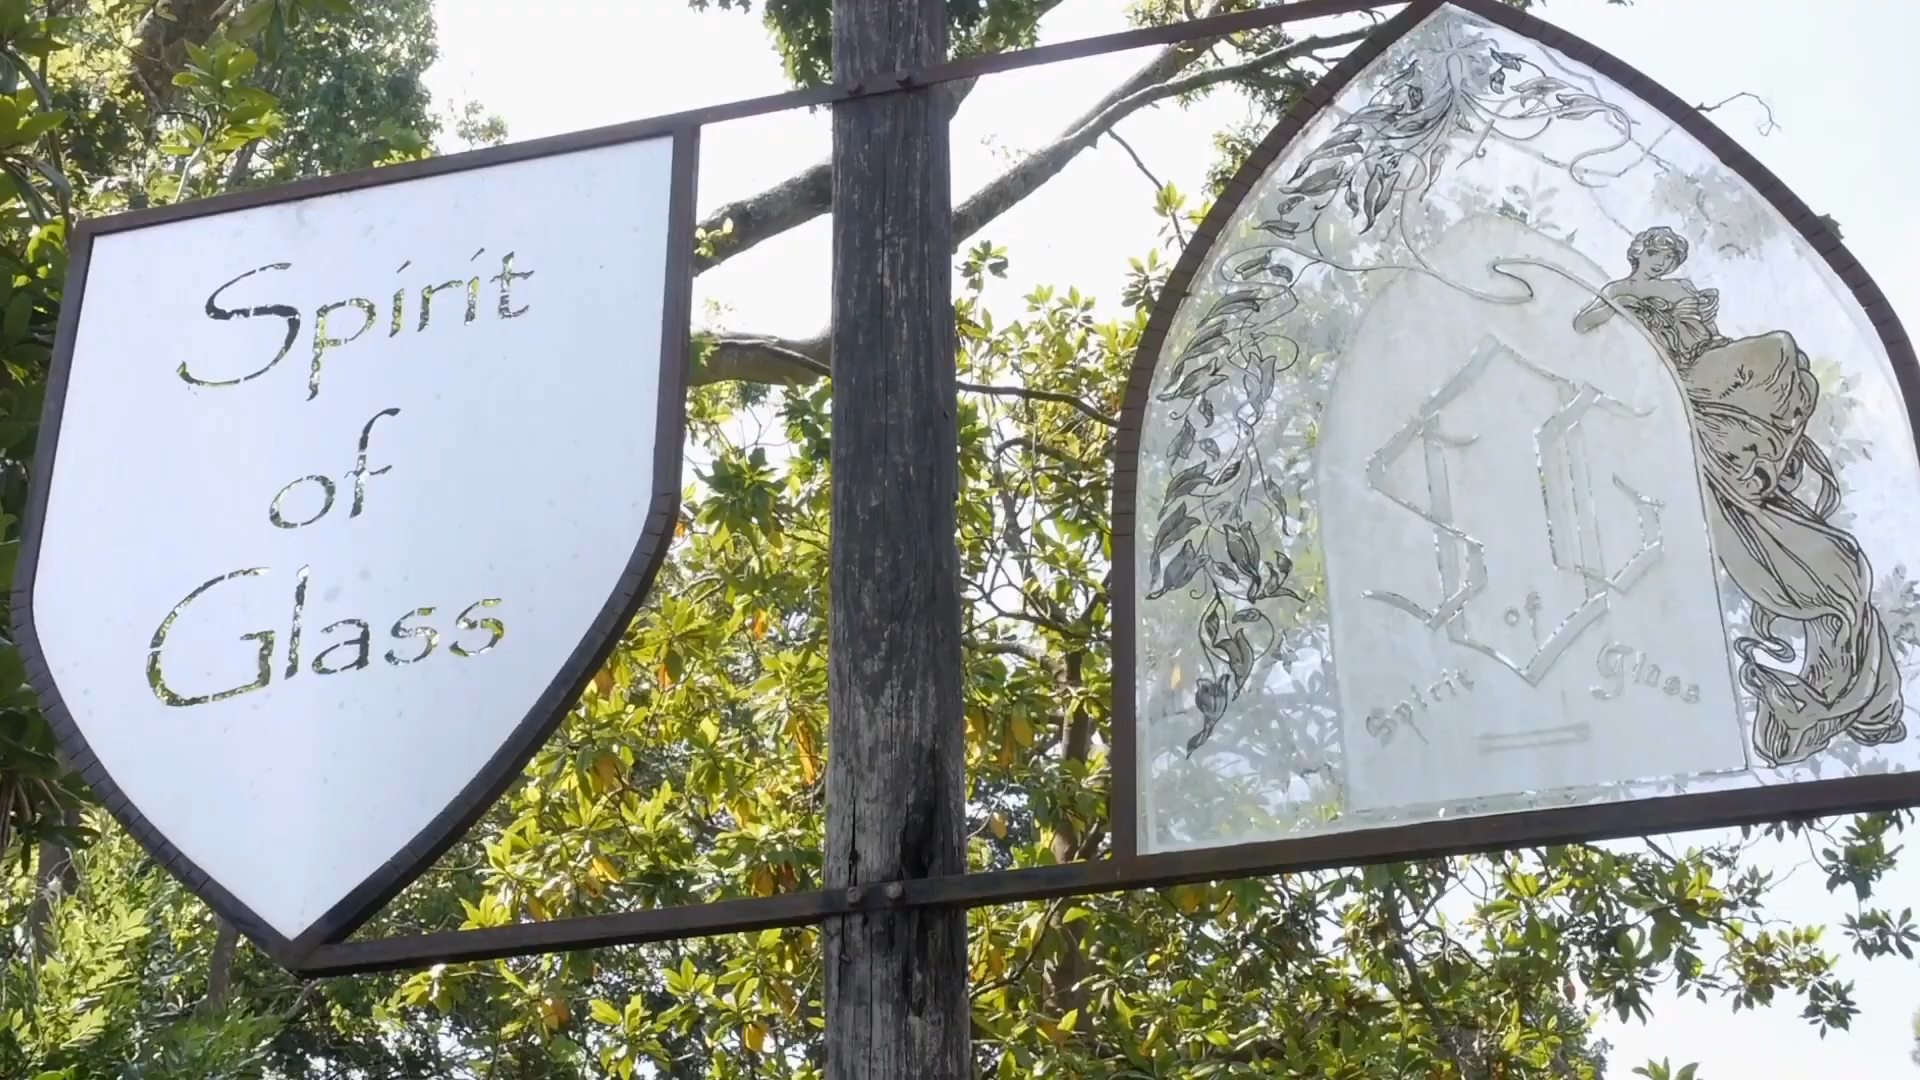 Spirit
of
Glass
SG
of
Spirit Glass